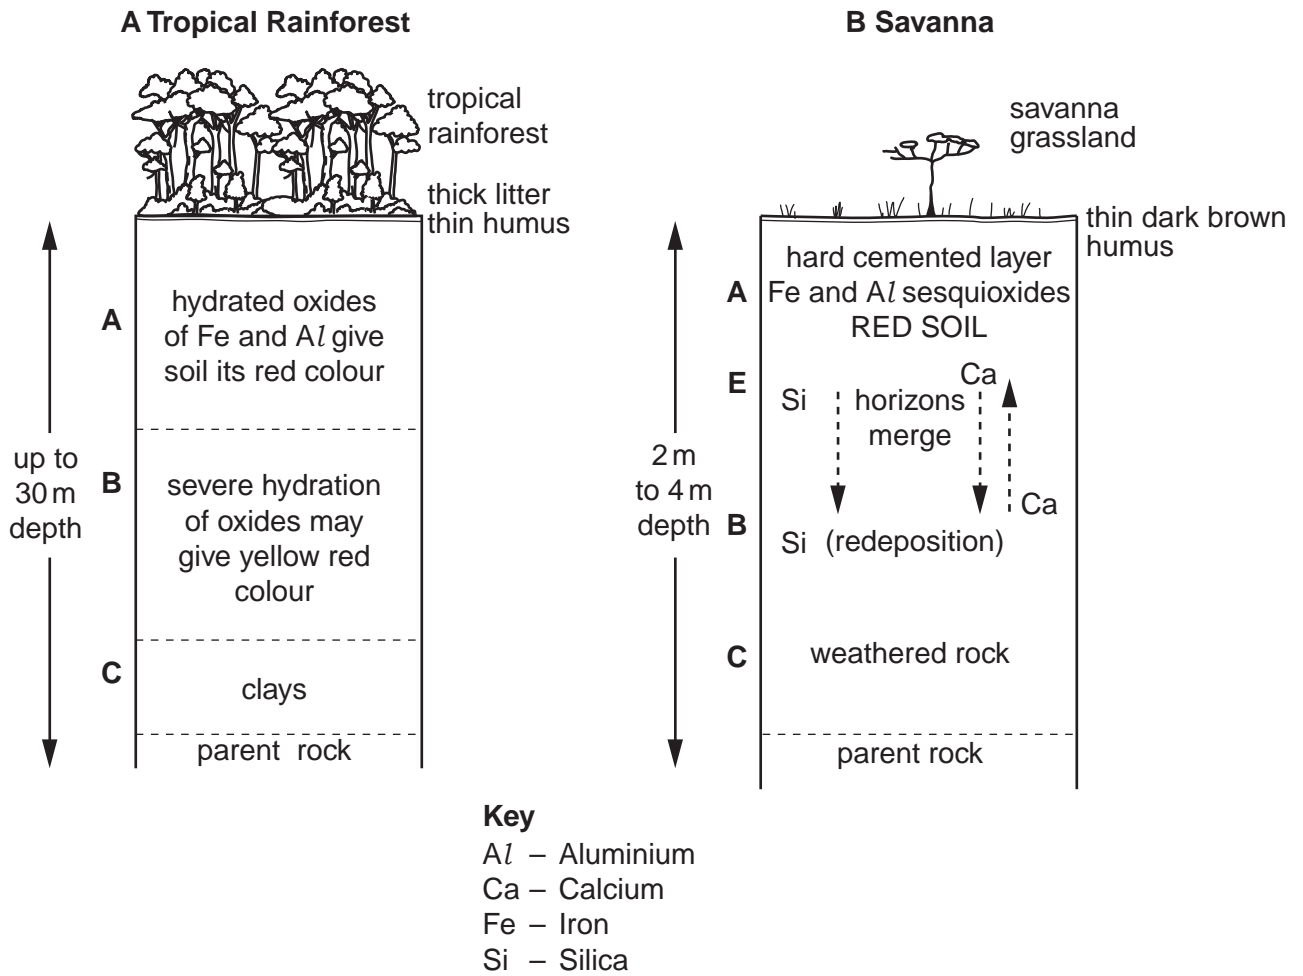 A Tropical Rainforest
tropical
rainforest
thick litter
thin humus
A
hydrated oxides
of Fe and Al give
soil its red colour
up to
30 m
depth
B
severe hydration
of oxides may
give yellow red
colour
C
clays
parent rock
B Savanna
savanna
grassland
thin dark brown
humus
hard cemented layer
A
Fe and Al sesquioxides
RED SOIL
E
Si
horizons
merge
Ca
2 m
to 4 m
depth
B
Si
(redeposition)
Ca
C
weathered rock
parent rock
Key
Al – Aluminium
Ca – Calcium
Fe – Iron
Si – Silica